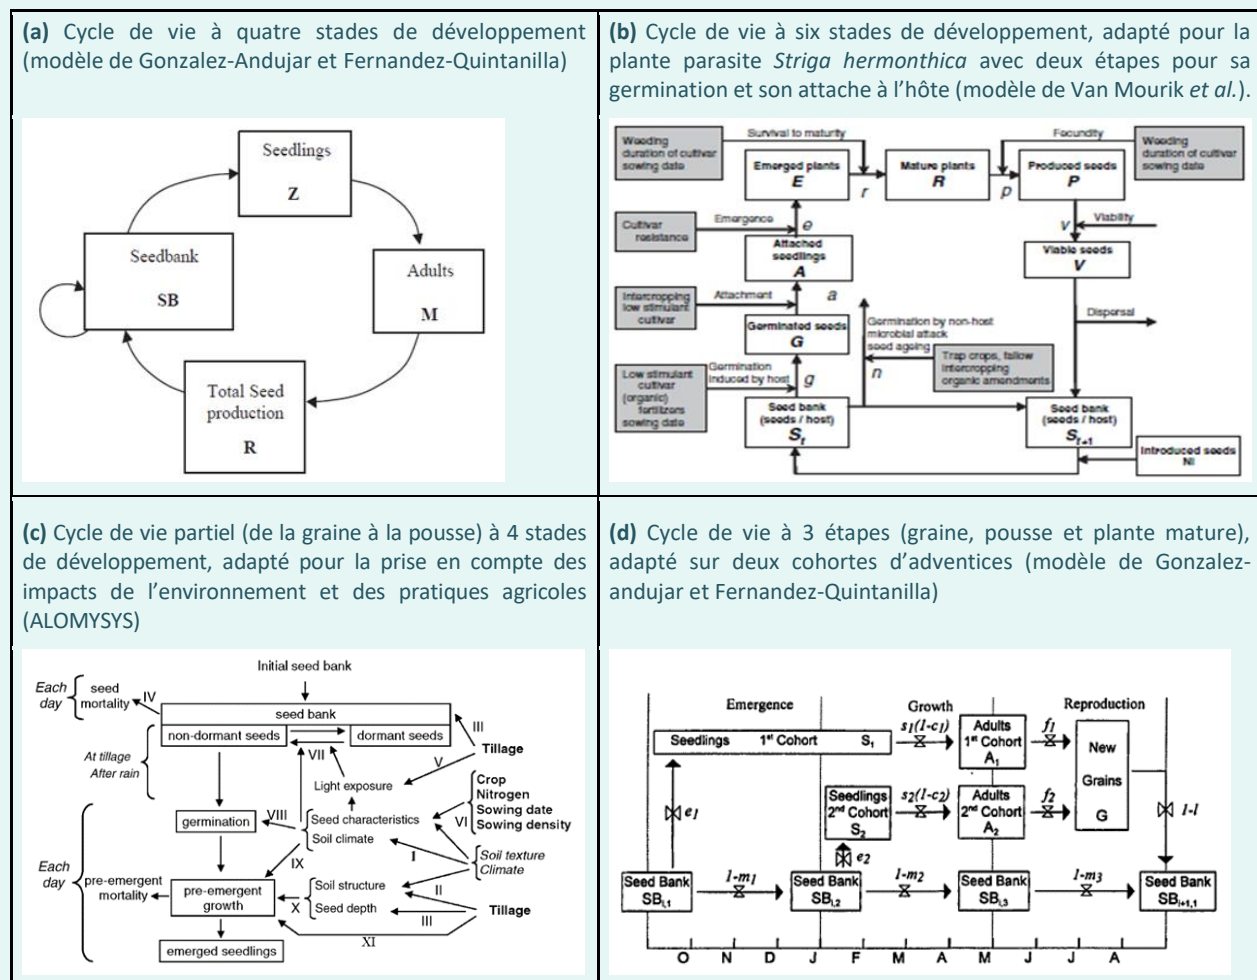 (a) Cycle de vie à quatre stades de développement
(modèle de Gonzalez-Andujar et Fernandez-Quintanilla)
Seedlings
Z
Seedbank
SB
Adults
M
Total Seed
production
R
(b) Cycle de vie à six stades de développement, adapté pour la
plante parasite Striga hermonthica avec deux étapes pour sa
germination et son attache à l’hôte (modèle de Van Mourik et al.).
Weeding
duration of cultivar
sowing date
Survival to maturity
Fecundity
Weeding
duration of cultivar
sowing date
Emerged plants
E
r
Mature plants
R
p
Produced seeds
P
Cultivar
resistance
Emergence
e
v
Viability
Attached
seedlings
A
Viable seeds
V
Intercropping
low stimulant
cultivar
Attachment
a
Dispersal
Germinated seeds
G
Germination by non-host
microbial attack
seed ageing
Low stimulant
cultivar
(organic)
fertilizers
sowing date
Germination
induced by host
g
n
Trap crops, fallow
intercropping
organic amendments
Seed bank
(seeds / host)
St
Seed bank
(seeds / host)
St+1
Introduced seeds
NI
(c) Cycle de vie partiel (de la graine à la pousse) à 4 stades
de développement, adapté pour la prise en compte des
impacts de l’environnement et des pratiques agricoles
(ALOMYSYS)
Initial seed bank
Each
day
seed
mortality
IV
seed bank
non-dormant seeds
dormant seeds
III
VII
Tillage
At tillage
After rain
V
Light exposure
Crop
Nitrogen
Sowing date
Sowing density
germination
VIII
Seed characteristics
VI
Soil climate
I
Soil texture
Climate
IX
Each
day
pre-emergent
mortality
pre-emergent
growth
Soil structure
II
X
Seed depth
III
Tillage
XI
emerged seedlings
(d) Cycle de vie à 3 étapes (graine, pousse et plante mature),
adapté sur deux cohortes d’adventices (modèle de Gonzalez-
andujar et Fernandez-Quintanilla)
Emergence
Growth
Reproduction
Seedlings 1st Cohort S1
s1(1-c1)
Adults
1st Cohort
A1
f1
New
Grains
G
e1
Seedlings
2nd Cohort
S2
s2(1-c2)
Adults
2nd Cohort
A2
f2
1-l
e2
Seed Bank
SBi,1
1-m1
Seed Bank
SBi,2
1-m2
Seed Bank
SBi,3
1-m3
Seed Bank
SBi+1,1
O N D J F M A M J J A